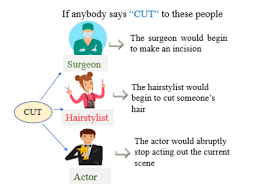 If anybody says “CUT” to these people
The surgeon would begin
to make an incision
Surgeon
The hairstylist would
begin to cut someone’s
hair
CUT
Hairstylist
The actor would abruptly
stop acting out the current
scene
Actor